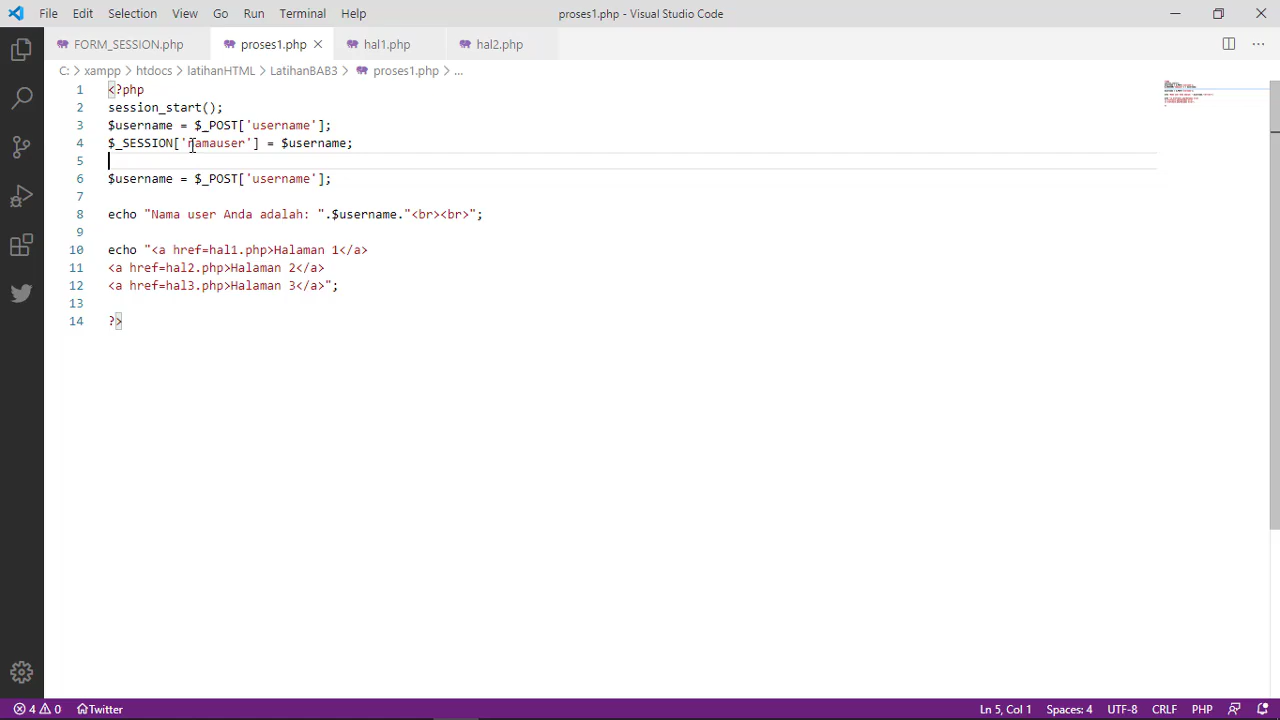 File Edit Selection View Go Run Terminal Help proses1.php - Visual Studio Code
FORM_SESSION.php proses1.php hal1.php hal2.php
C: > xampp > htdocs > latihanHTML > LatihanBAB3 > proses1.php > ...
1 <?php
2 session_start();
3 $username = $_POST['username'];
4 $_SESSION['namauser'] = $username;
5
6 $username = $_POST['username'];
7
8 echo "Nama user Anda adalah: ".$username."<br><br>";
9
10 echo "<a href=hal1.php>Halaman 1</a>
11 <a href=hal2.php>Halaman 2</a>
12 <a href=hal3.php>Halaman 3</a>";
13
14 ?>
4 0 Twitter Ln 5, Col 1 Spaces: 4 UTF-8 CRLF PHP